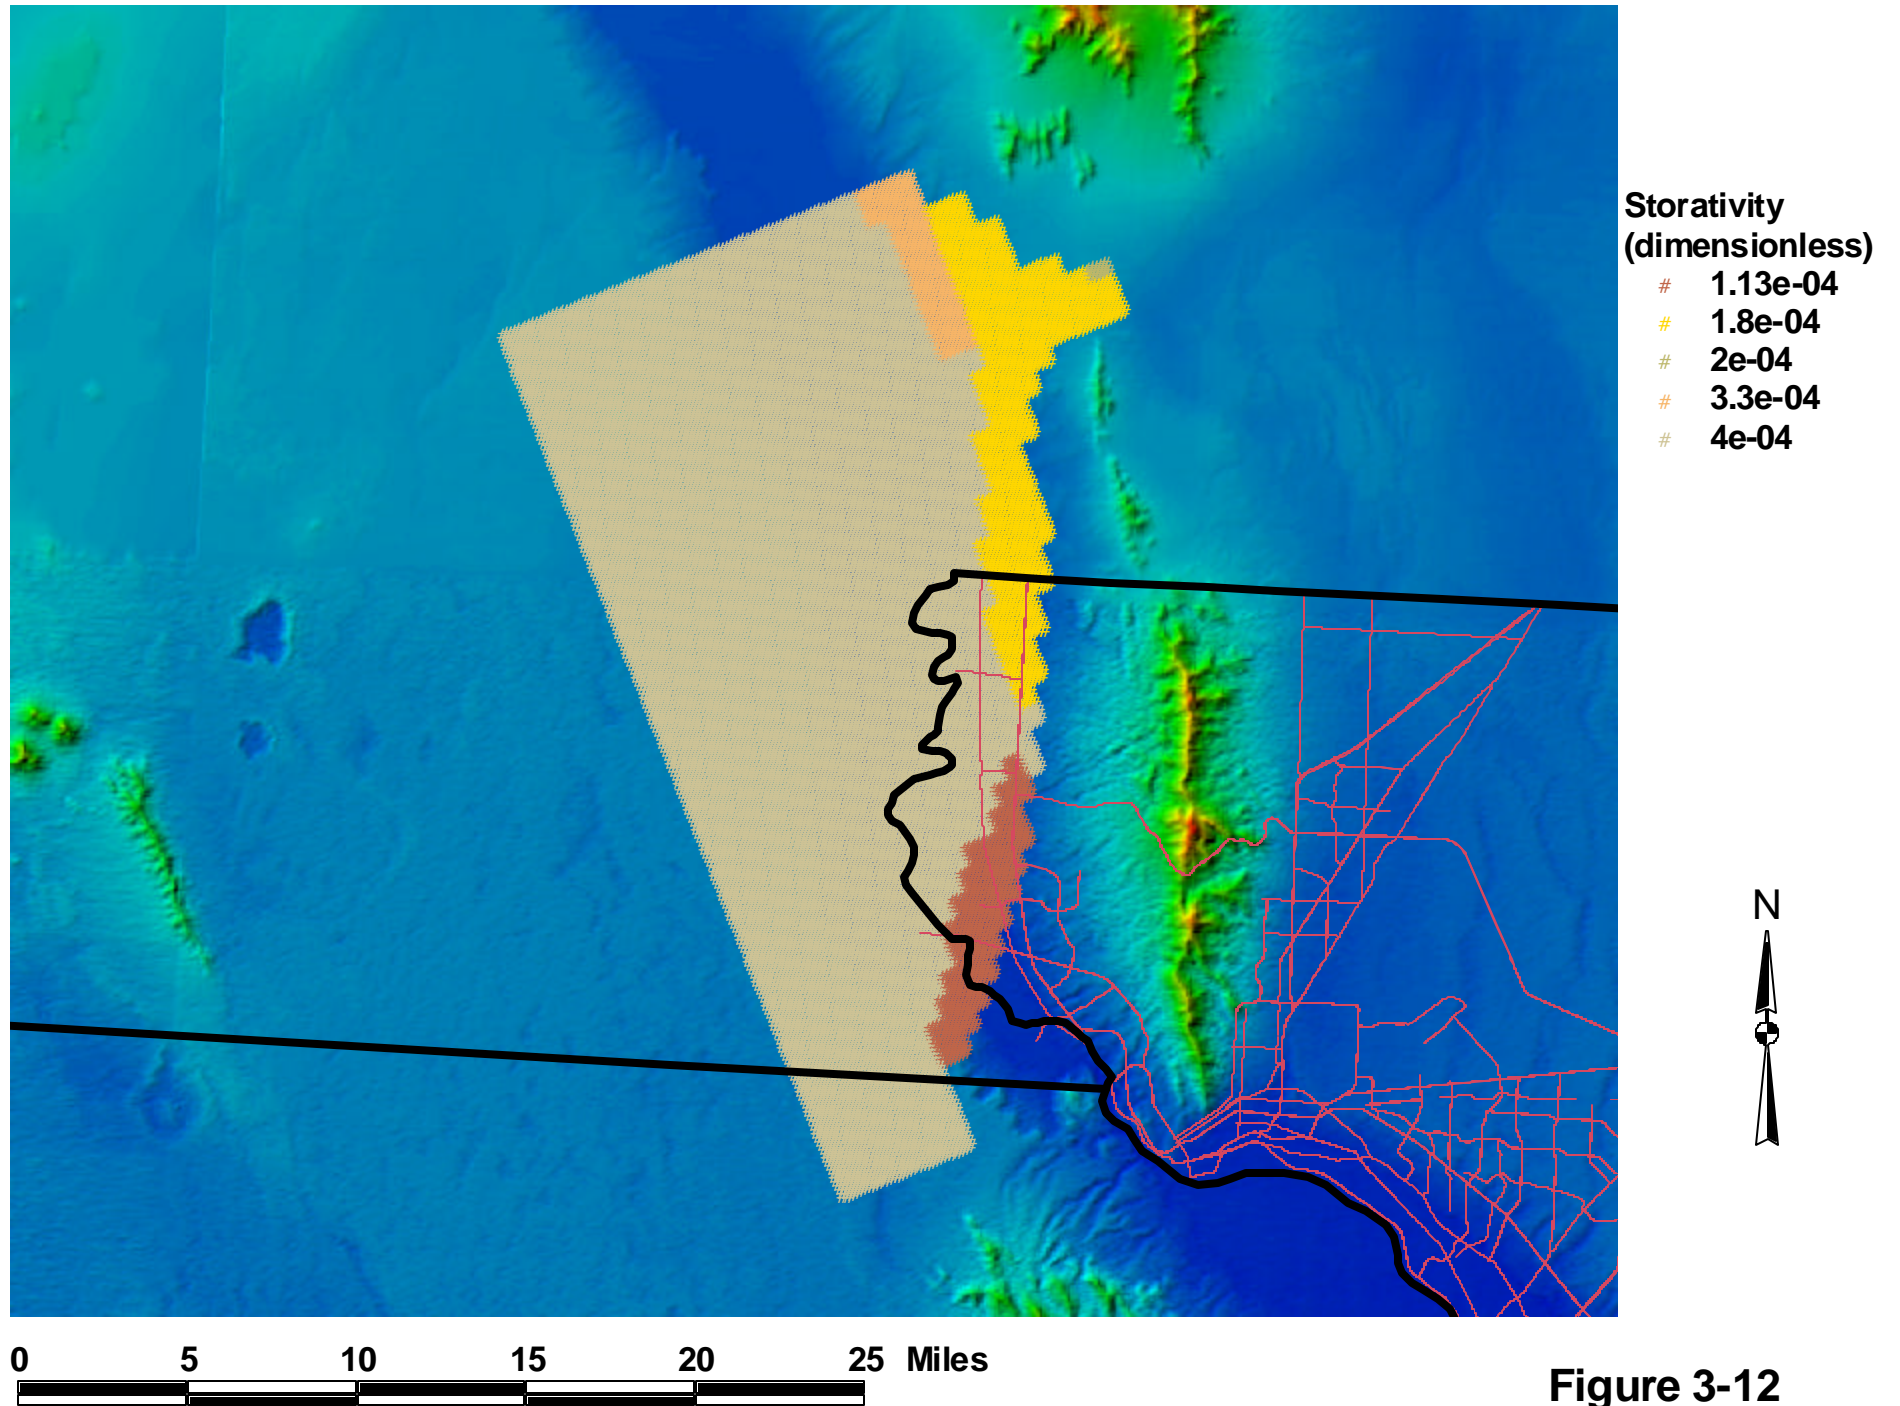 Storativity
(dimensionless)
# 1.13e-04
# 1.8e-04
# 2e-04
# 3.3e-04
# 4e-04
N
0 5 10 15 20 25 Miles
Figure 3-12